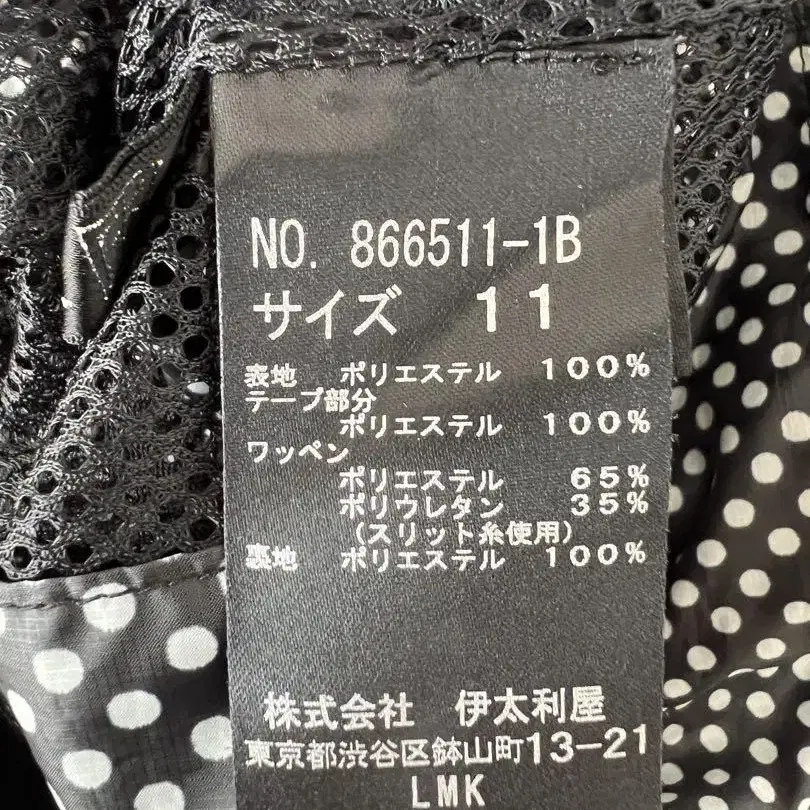 NO. 866511-1B
サイズ 11
表地 ポリエステル 100%
テープ部分
ポリエステル 100%
ワッペン
ポリエステル 65%
ポリウレタン 35%
(スリット糸使用)
裏地 ポリエステル 100%
株式会社 伊太利屋
東京都渋谷区鉢山町13-21
LMK